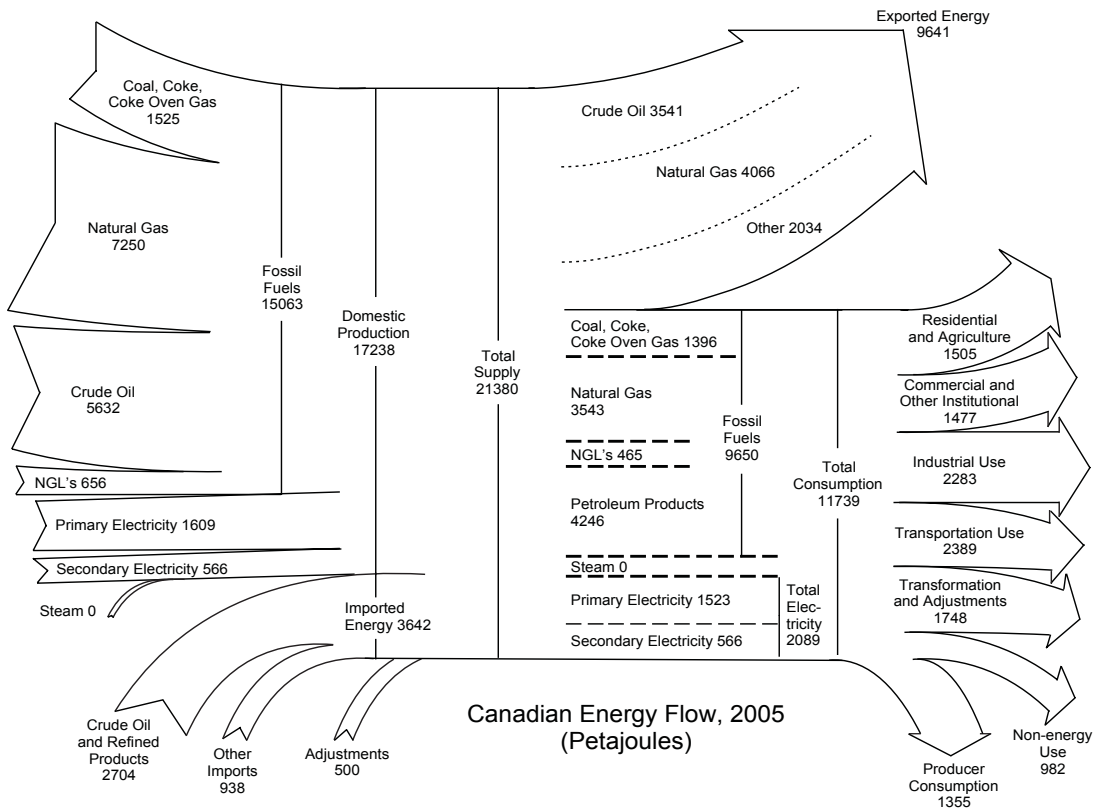 Exported Energy
9641
Coal, Coke,
Coke Oven Gas
1525
Crude Oil 3541
Natural Gas 4066
Other 2034
Natural Gas
7250
Fossil
Fuels
15063
Domestic
Production
17238
Total
Supply
21380
Coal, Coke,
Coke Oven Gas 1396
Natural Gas
3543
NGL's 465
Petroleum Products
4246
Steam 0
Primary Electricity 1523
Secondary Electricity 566
Fossil
Fuels
9650
Total
Elec-
tricity
2089
Total
Consumption
11739
Residential
and Agriculture
1505
Commercial and
Other Institutional
1477
Industrial Use
2283
Transportation Use
2389
Transformation
and Adjustments
1748
Crude Oil
5632
NGL's 656
Primary Electricity 1609
Secondary Electricity 566
Steam 0
Imported
Energy 3642
Crude Oil
and Refined
Products
2704
Other
Imports
938
Adjustments
500
Canadian Energy Flow, 2005
(Petajoules)
Producer
Consumption
1355
Non-energy
Use
982